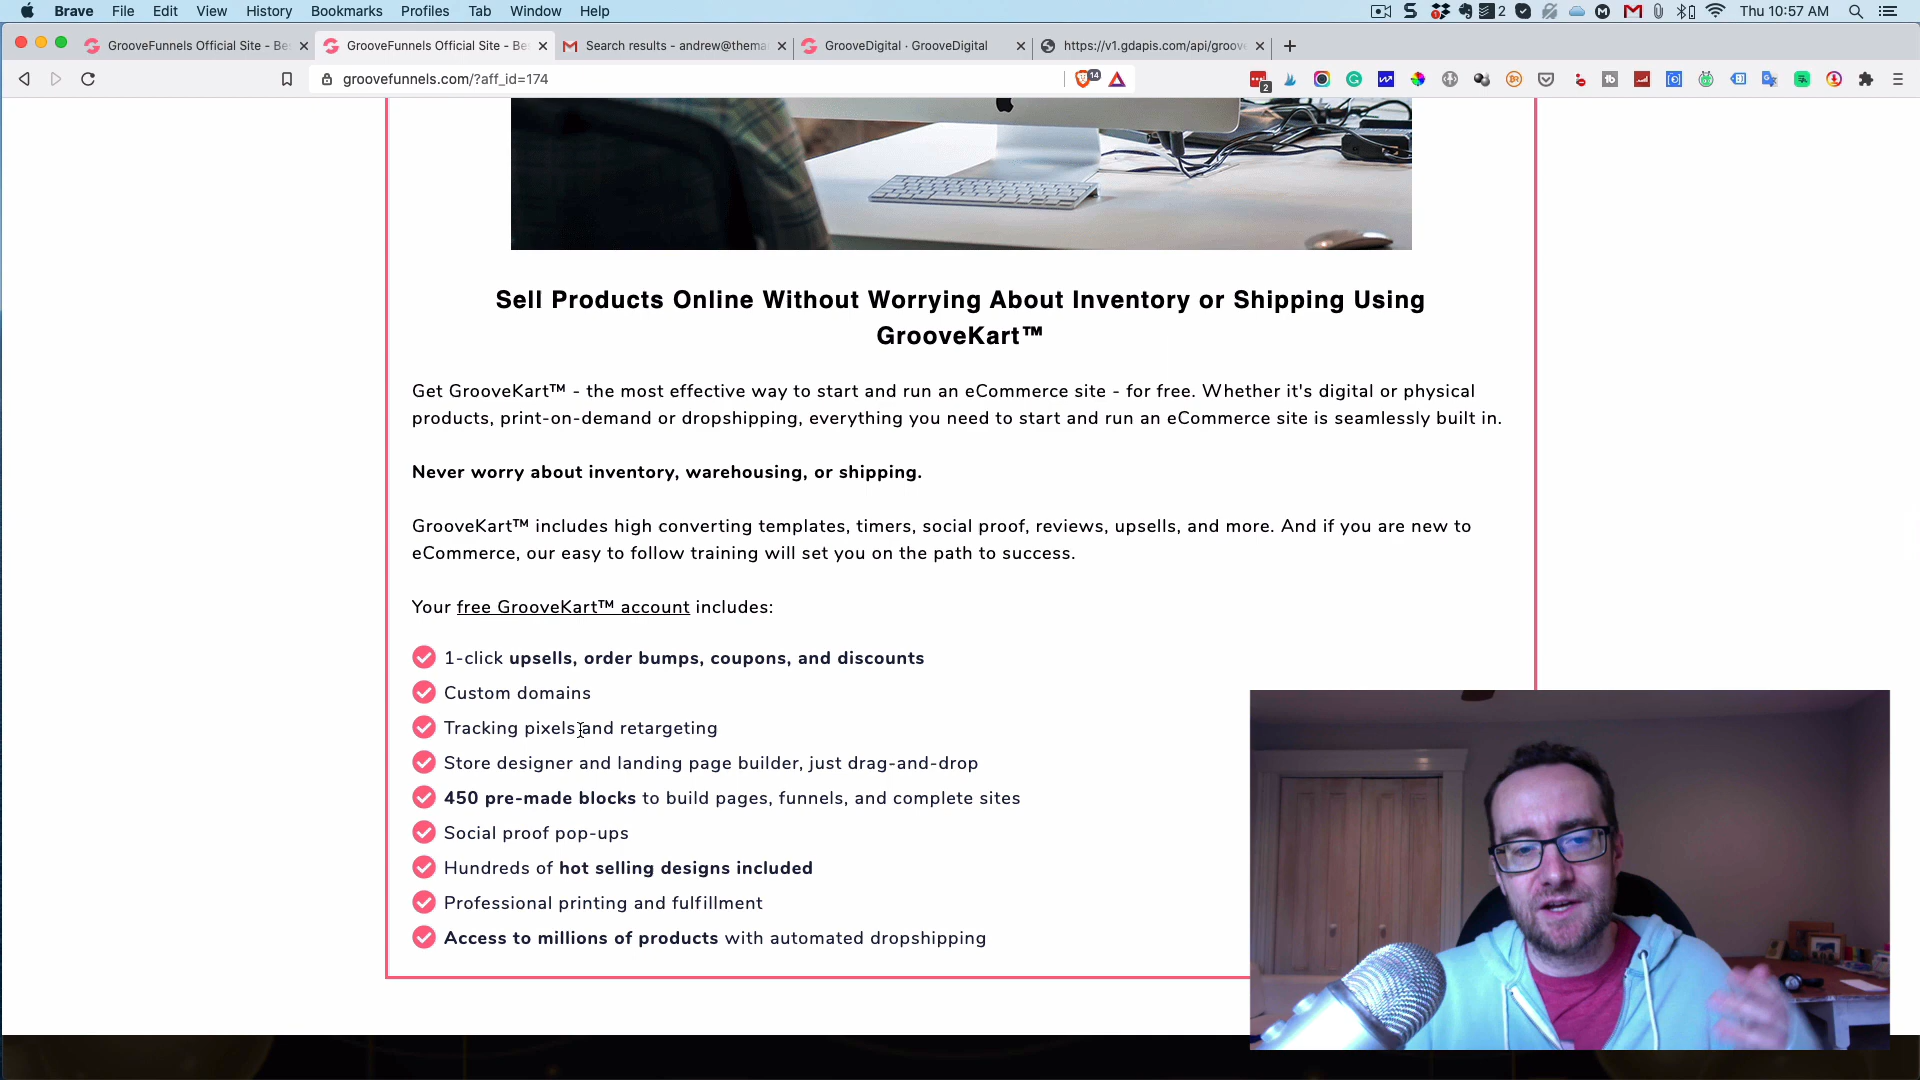 Brave File Edit View History Bookmarks Profiles Tab Window Help
2
Thu 10:57 AM
GrooveFunnels Official Site - Be
GrooveFunnels Official Site - Be
Search results - andrew@thema
GrooveDigital · GrooveDigital
https://v1.gdapis.com/api/groov
groovefunnels.com/?aff_id=174
14
2
Sell Products Online Without Worrying About Inventory or Shipping Using
GrooveKart™
Get GrooveKart™ - the most effective way to start and run an eCommerce site - for free. Whether it's digital or physical
products, print-on-demand or dropshipping, everything you need to start and run an eCommerce site is seamlessly built in.
Never worry about inventory, warehousing, or shipping.
GrooveKart™ includes high converting templates, timers, social proof, reviews, upsells, and more. And if you are new to
eCommerce, our easy to follow training will set you on the path to success.
Your free GrooveKart™ account includes:
1-click upsells, order bumps, coupons, and discounts
Custom domains
Tracking pixels and retargeting
Store designer and landing page builder, just drag-and-drop
450 pre-made blocks to build pages, funnels, and complete sites
Social proof pop-ups
Hundreds of hot selling designs included
Professional printing and fulfillment
Access to millions of products with automated dropshipping